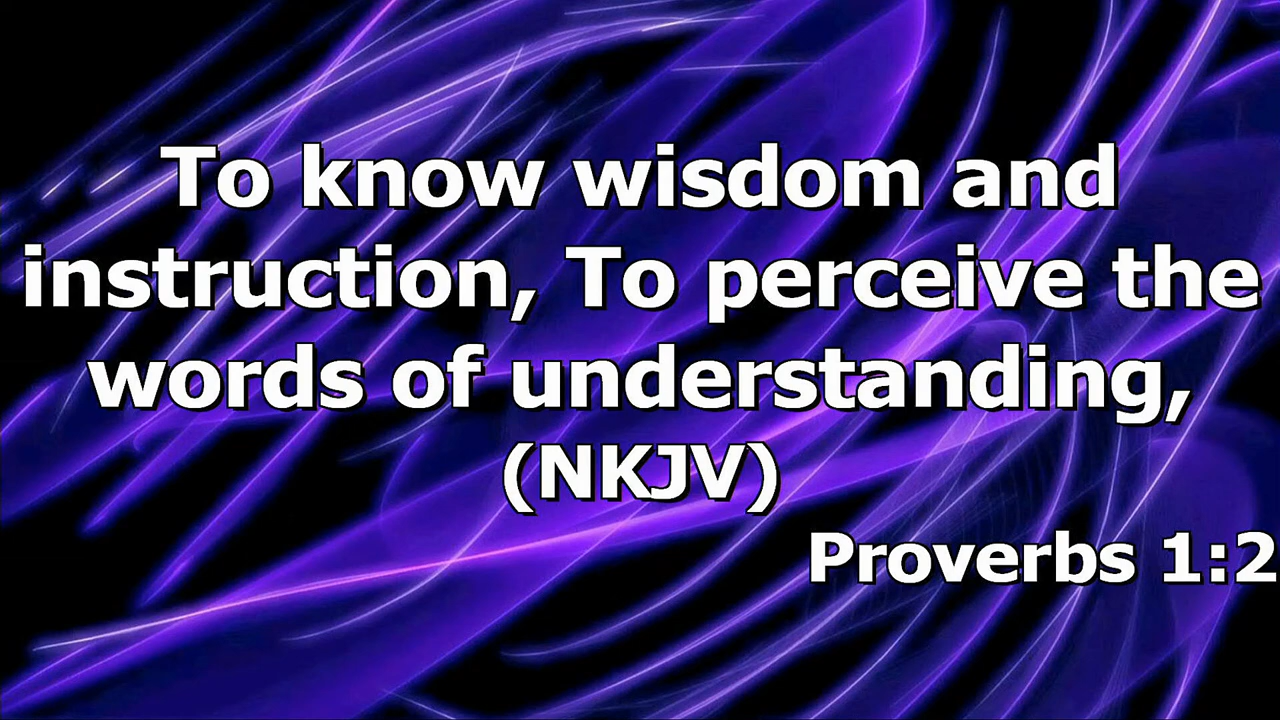 To know wisdom and
instruction, To perceive the
words of understanding,
(NKJV)
Proverbs 1:2